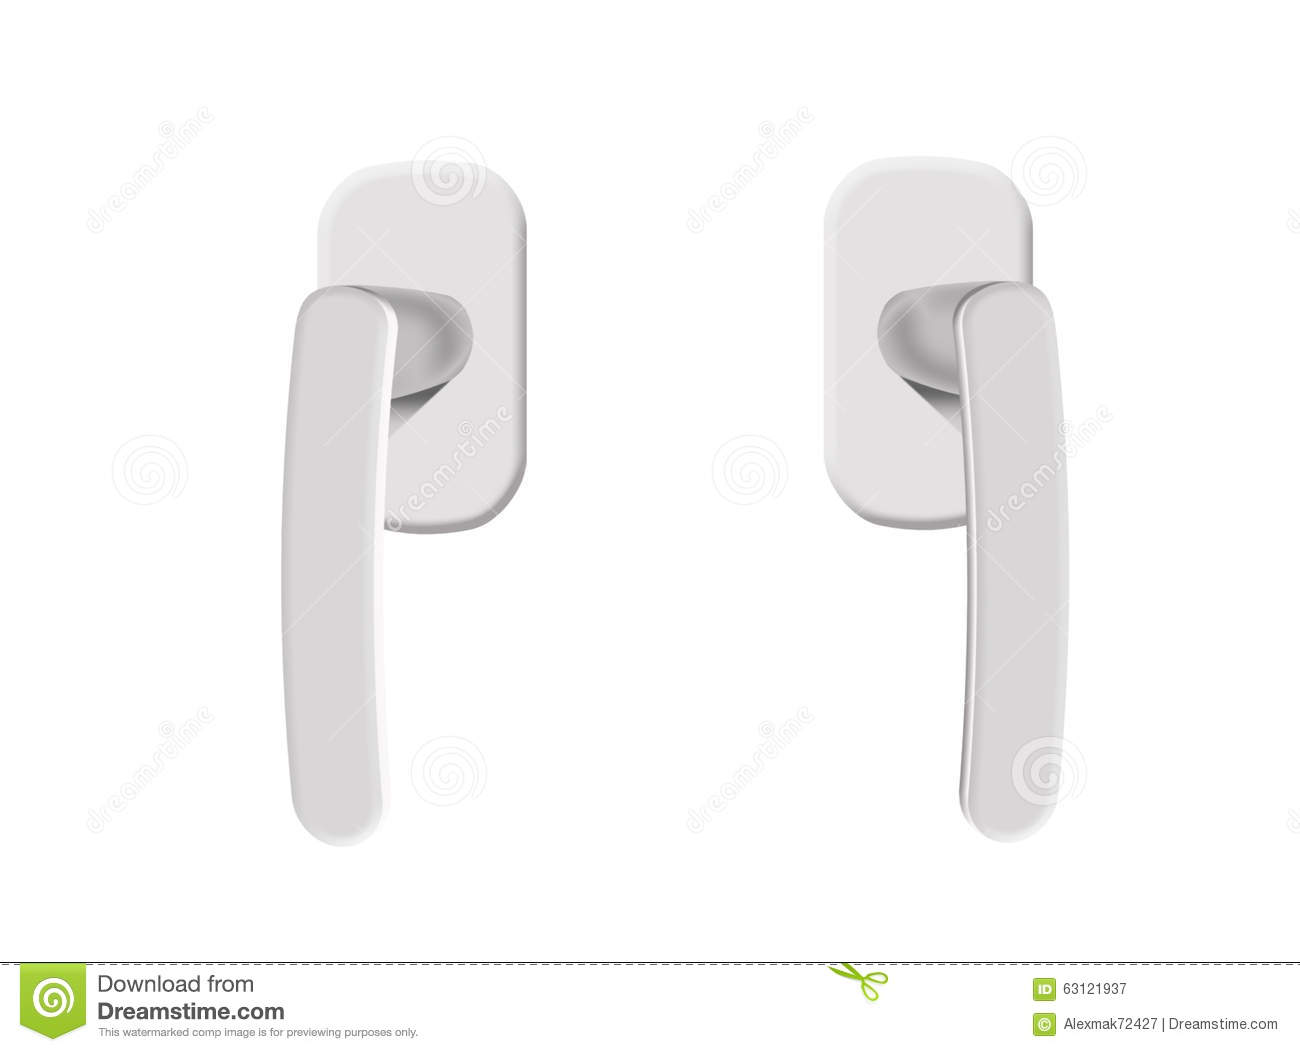 dreamstime
dreamstime
dreamstime
dreamstime
dreamstime
dreamstime
Download from
Dreamstime.com
This watermarked comp image is for previewing purposes only.
ID 63121937
© Alexmak72427 | Dreamstime.com